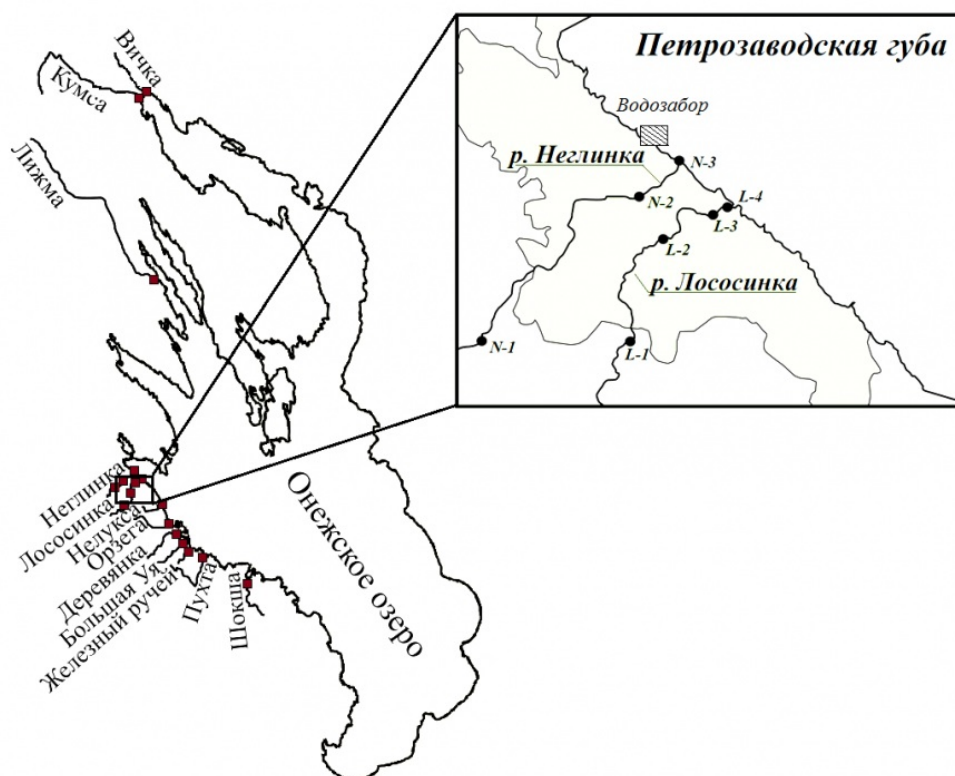 Вичка
Кумса
Лижма
Петрозаводская губа
Водозабор
р. Неглинка
N-3
N-2
L-4
L-3
L-2
р. Лососинка
N-1
L-1
Неглинка
Лососинка
Нелукса
Орзега
Деревянка
Большая Уя
Железный ручей
Пухта
Шокша
Онежское озеро